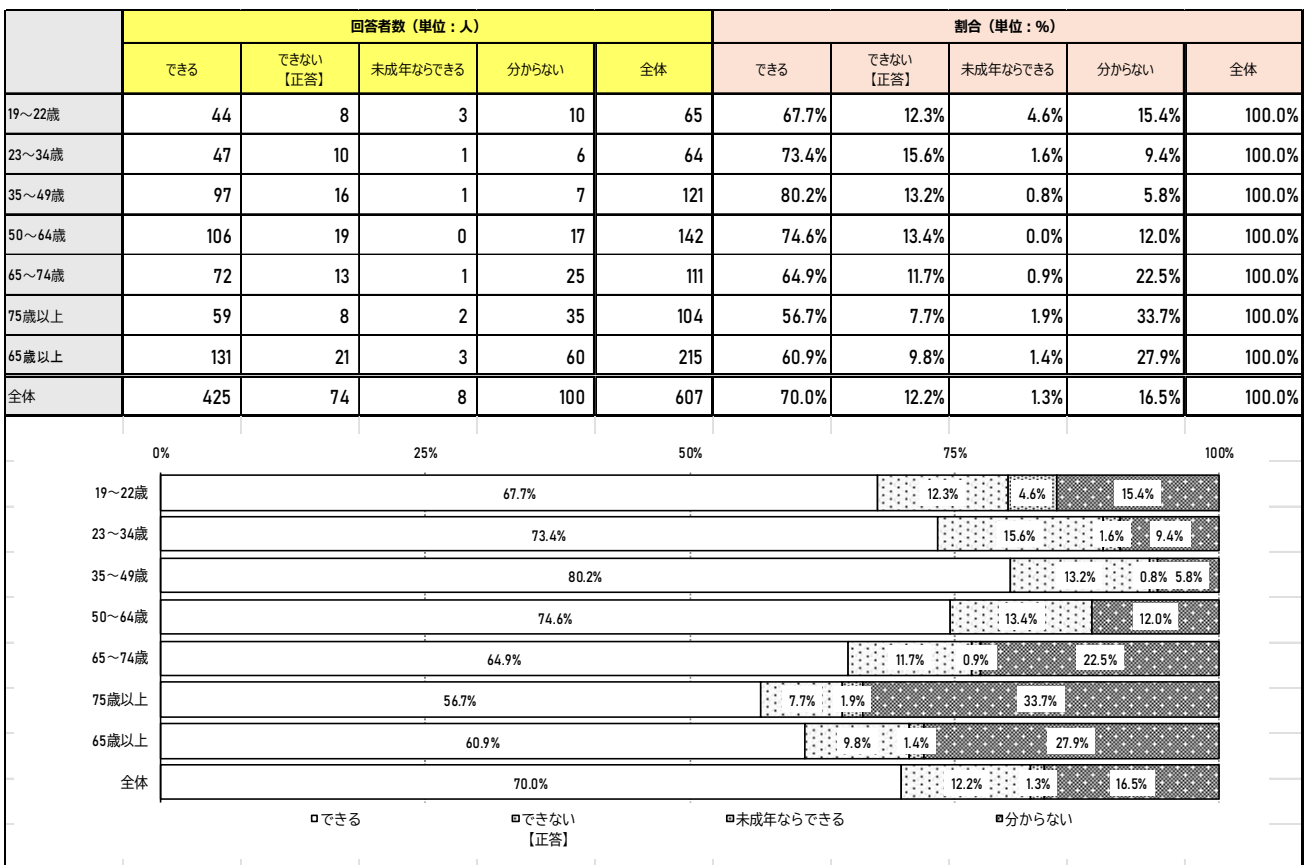 回答者数（単位：人） 割合（単位：％）
できる できない 未成年ならできる 分からない 全体 できる できない 未成年ならできる 分からない 全体
【正答】 【正答】
19～22歳 44 8 3 10 65 67.7% 12.3% 4.6% 15.4% 100.0%
23～34歳 47 10 1 6 64 73.4% 15.6% 1.6% 9.4% 100.0%
35～49歳 97 16 1 7 121 80.2% 13.2% 0.8% 5.8% 100.0%
50～64歳 106 19 0 17 142 74.6% 13.4% 0.0% 12.0% 100.0%
65～74歳 72 13 1 25 111 64.9% 11.7% 0.9% 22.5% 100.0%
75歳以上 59 8 2 35 104 56.7% 7.7% 1.9% 33.7% 100.0%
65歳以上 131 21 3 60 215 60.9% 9.8% 1.4% 27.9% 100.0%
全体 425 74 8 100 607 70.0% 12.2% 1.3% 16.5% 100.0%
0% 25% 50% 75% 100%
19～22歳 67.7% 12.3% 4.6% 15.4%
23～34歳 73.4% 15.6% 1.6% 9.4%
35～49歳 80.2% 13.2% 0.8% 5.8%
50～64歳 74.6% 13.4% 12.0%
65～74歳 64.9% 11.7% 0.9% 22.5%
75歳以上 56.7% 7.7% 1.9% 33.7%
65歳以上 60.9% 9.8% 1.4% 27.9%
全体 70.0% 12.2% 1.3% 16.5%
できる できない 未成年ならできる 分からない
【正答】